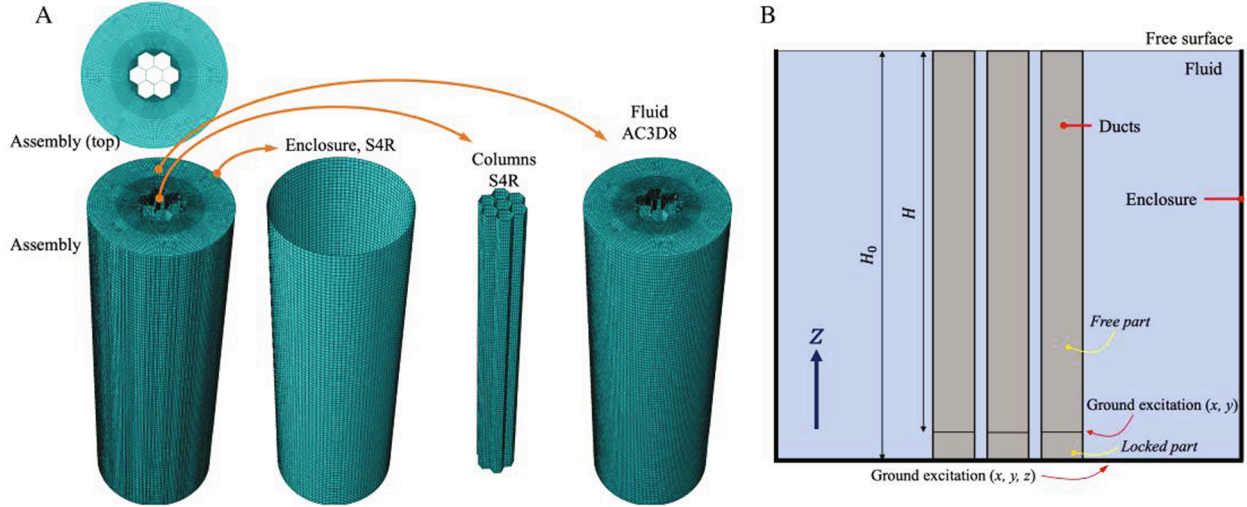 A
Assembly (top)
Enclosure, S4R
Columns
S4R
Fluid
AC3D8
Assembly
B
Free surface
Fluid
Ducts
Enclosure
H
H₀
Free part
Z
Ground excitation (x, y)
Locked part
Ground excitation (x, y, z)